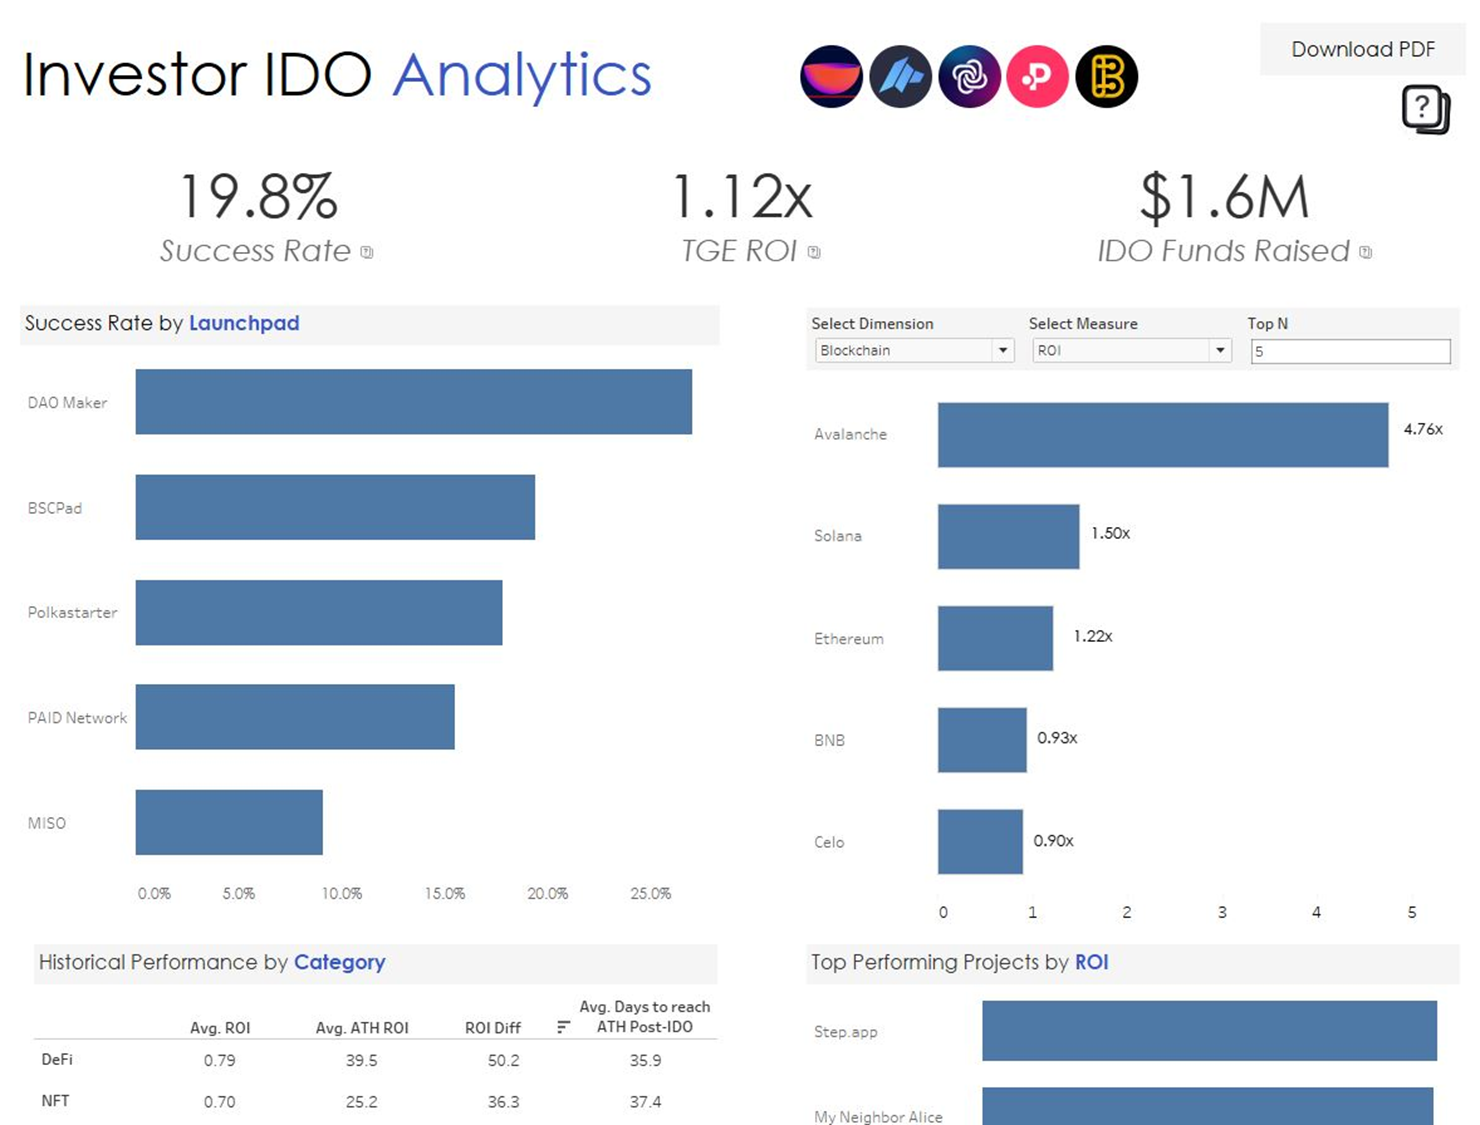 Investor IDO Analytics
Download PDF
?
19.8%
Success Rate
1.12x
TGE ROI
$1.6M
IDO Funds Raised
Success Rate by Launchpad
DAO Maker
BSCPad
Polkastarter
PAID Network
MISO
0.0% 5.0% 10.0% 15.0% 20.0% 25.0%
Select Dimension Select Measure Top N
Blockchain ROI 5
Avalanche 4.76x
Solana 1.50x
Ethereum 1.22x
BNB 0.93x
Celo 0.90x
0 1 2 3 4 5
Historical Performance by Category
Avg. ROI Avg. ATH ROI ROI Diff Avg. Days to reach
ATH Post-IDO
DeFi 0.79 39.5 50.2 35.9
NFT 0.70 25.2 36.3 37.4
Top Performing Projects by ROI
Step.app
My Neighbor Alice